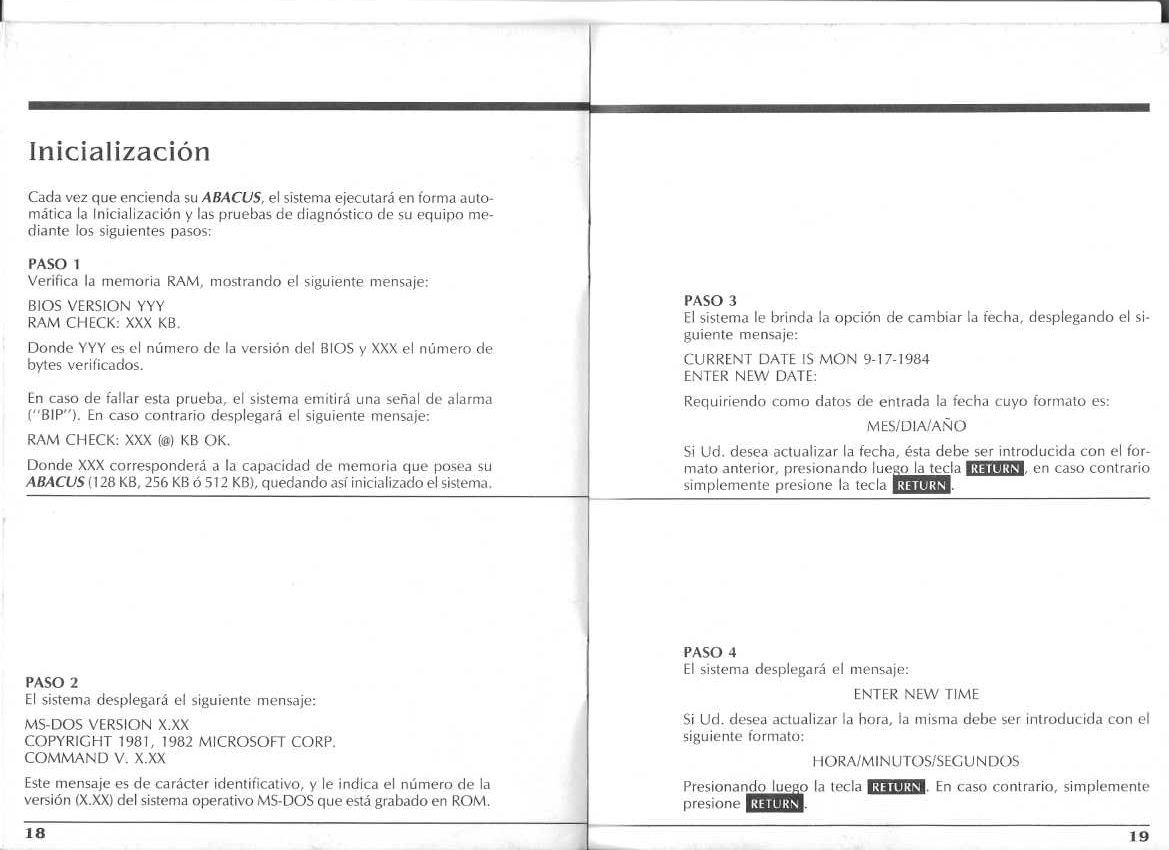 Inicialización
Cada vez que encienda su ABACUS, el sistema ejecutará en forma auto-
mática la Inicialización y las pruebas de diagnóstico de su equipo me-
diante los siguientes pasos:
PASO 1
Verifica la memoria RAM, mostrando el siguiente mensaje:
BIOS VERSION YYY
RAM CHECK: XXX KB.
Donde YYY es el número de la versión del BIOS y XXX el número de
bytes verificados.
En caso de fallar esta prueba, el sistema emitirá una señal de alarma
(''BIP''). En caso contrario desplegará el siguiente mensaje:
RAM CHECK: XXX (@) KB OK.
Donde XXX corresponderá a la capacidad de memoria que posea su
ABACUS (128 KB, 256 KB ó 512 KB), quedando así inicializado el sistema.
PASO 2
El sistema desplegará el siguiente mensaje:
MS-DOS VERSION X.XX
COPYRIGHT 1981, 1982 MICROSOFT CORP.
COMMAND V. X.XX
Este mensaje es de carácter identificativo, y le indica el número de la
versión (X.XX) del sistema operativo MS-DOS que está grabado en ROM.
18
PASO 3
El sistema le brinda la opción de cambiar la fecha, desplegando el si-
guiente mensaje:
CURRENT DATE IS MON 9-17-1984
ENTER NEW DATE:
Requiriendo como datos de entrada la fecha cuyo formato es:
MES/DIA/AÑO
Si Ud. desea actualizar la fecha, ésta debe ser introducida con el for-
mato anterior, presionando luego la tecla RETURN, en caso contrario
simplemente presione la tecla RETURN.
PASO 4
El sistema desplegará el mensaje:
ENTER NEW TIME
Si Ud. desea actualizar la hora, la misma debe ser introducida con el
siguiente formato:
HORA/MINUTOS/SEGUNDOS
Presionando luego la tecla RETURN. En caso contrario, simplemente
presione RETURN.
19